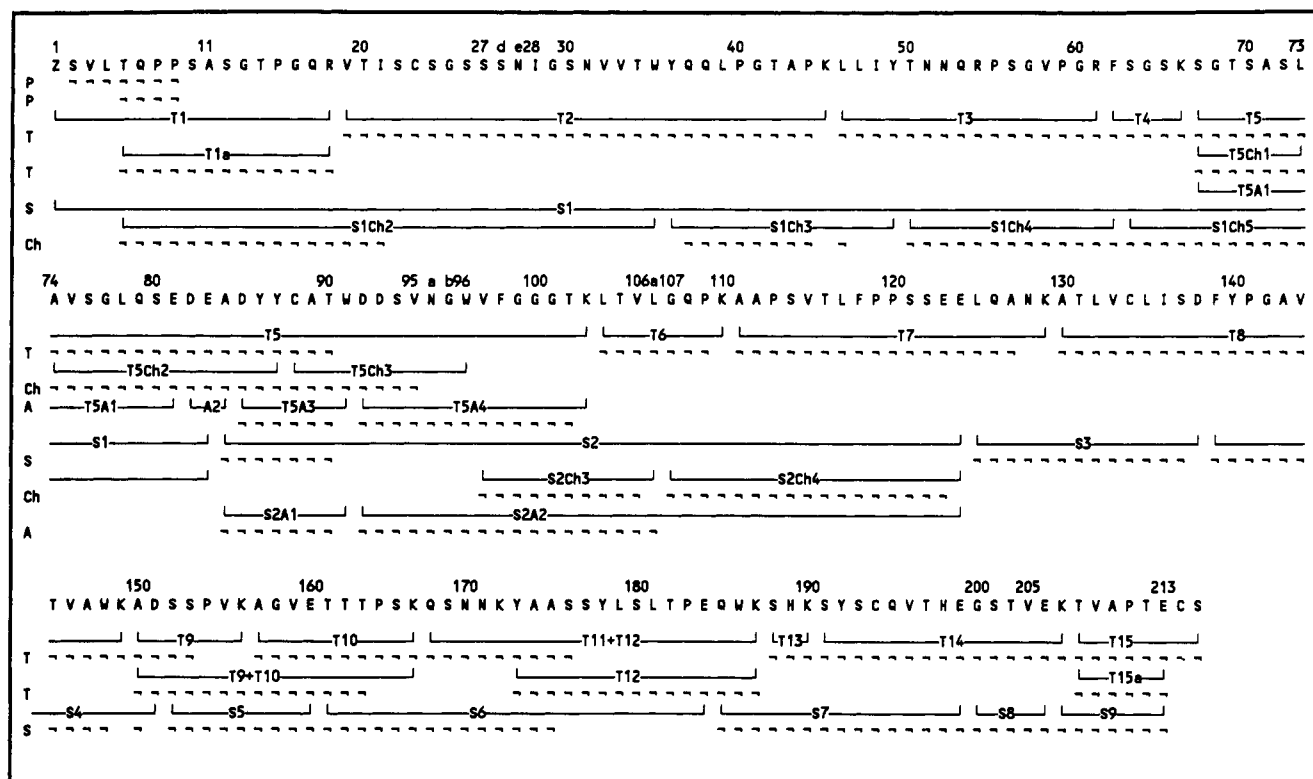 1 11 20 27 d e28 30 40 50 60 70 73
Z S V L T Q P P S A S G T P G Q R V T I S C S G S S S N I G S N V V T W Y Q Q L P G T A P K L L I Y T N N Q R P S G V P G R F S G S K S G T S A S L
P
P
T1 T2 T3 T4 T5
T
T1a T5Ch1
T
T5A1
S S1
S1Ch2 S1Ch3 S1Ch4 S1Ch5
Ch
74 80 90 95 a b96 100 106a107 110 120 130 140
A V S G L Q S E D E A D Y Y C A T W D D S V N G W V F G G G T K L T V L G Q P K A A P S V T L F P P S S E E L Q A N K A T L V C L I S D F Y P G A V
T5 T6 T7 T8
T
T5Ch2 T5Ch3
Ch
A T5A1 A2 T5A3 T5A4
S1 S2 S3
S
S2Ch3 S2Ch4
Ch
S2A1 S2A2
A
150 160 170 180 190 200 205 213
T V A W K A D S S P V K A G V E T T T P S K Q S N N K Y A A S S Y L S L T P E Q W K S H K S Y S C Q V T H E G S T V E K T V A P T E C S
T9 T10 T11+T12 T13 T14 T15
T
T9+T10 T12 T15a
T
S4 S5 S6 S7 S8 S9
S